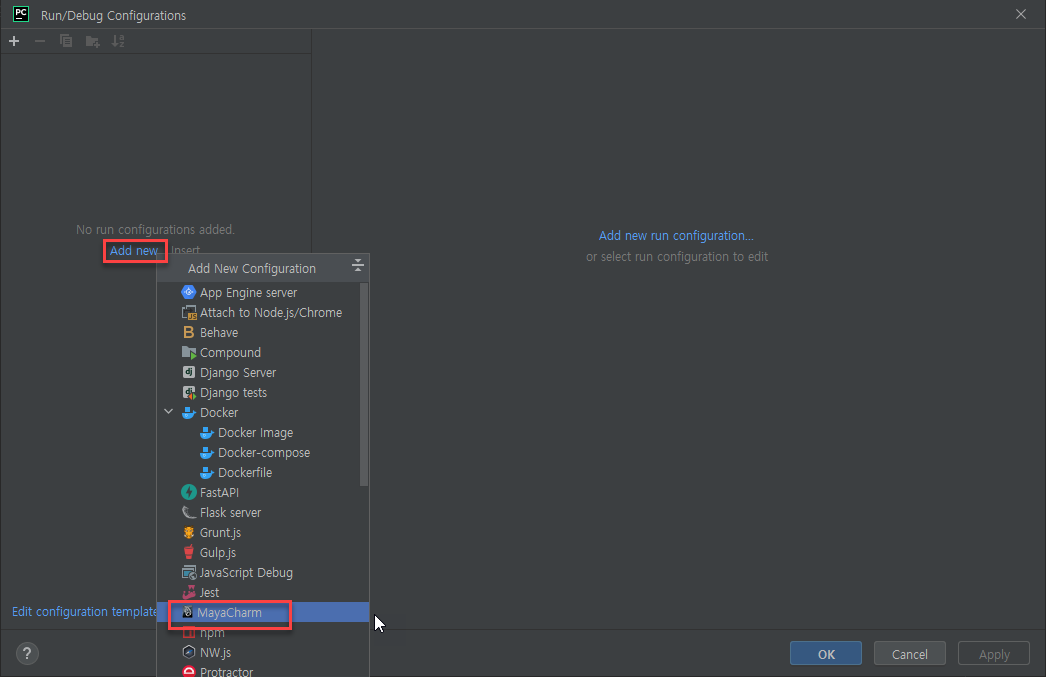 PC
Run/Debug Configurations
No run configurations added.
Add new
Insert
Add new run configuration...
or select run configuration to edit
Add New Configuration
App Engine server
Attach to Node.js/Chrome
Behave
Compound
Django Server
Django tests
Docker
Docker Image
Docker-compose
Dockerfile
FastAPI
Flask server
Grunt.js
Gulp.js
JavaScript Debug
Jest
MayaCharm
npm
NW.js
Protractor
Edit configuration template
?
OK
Cancel
Apply